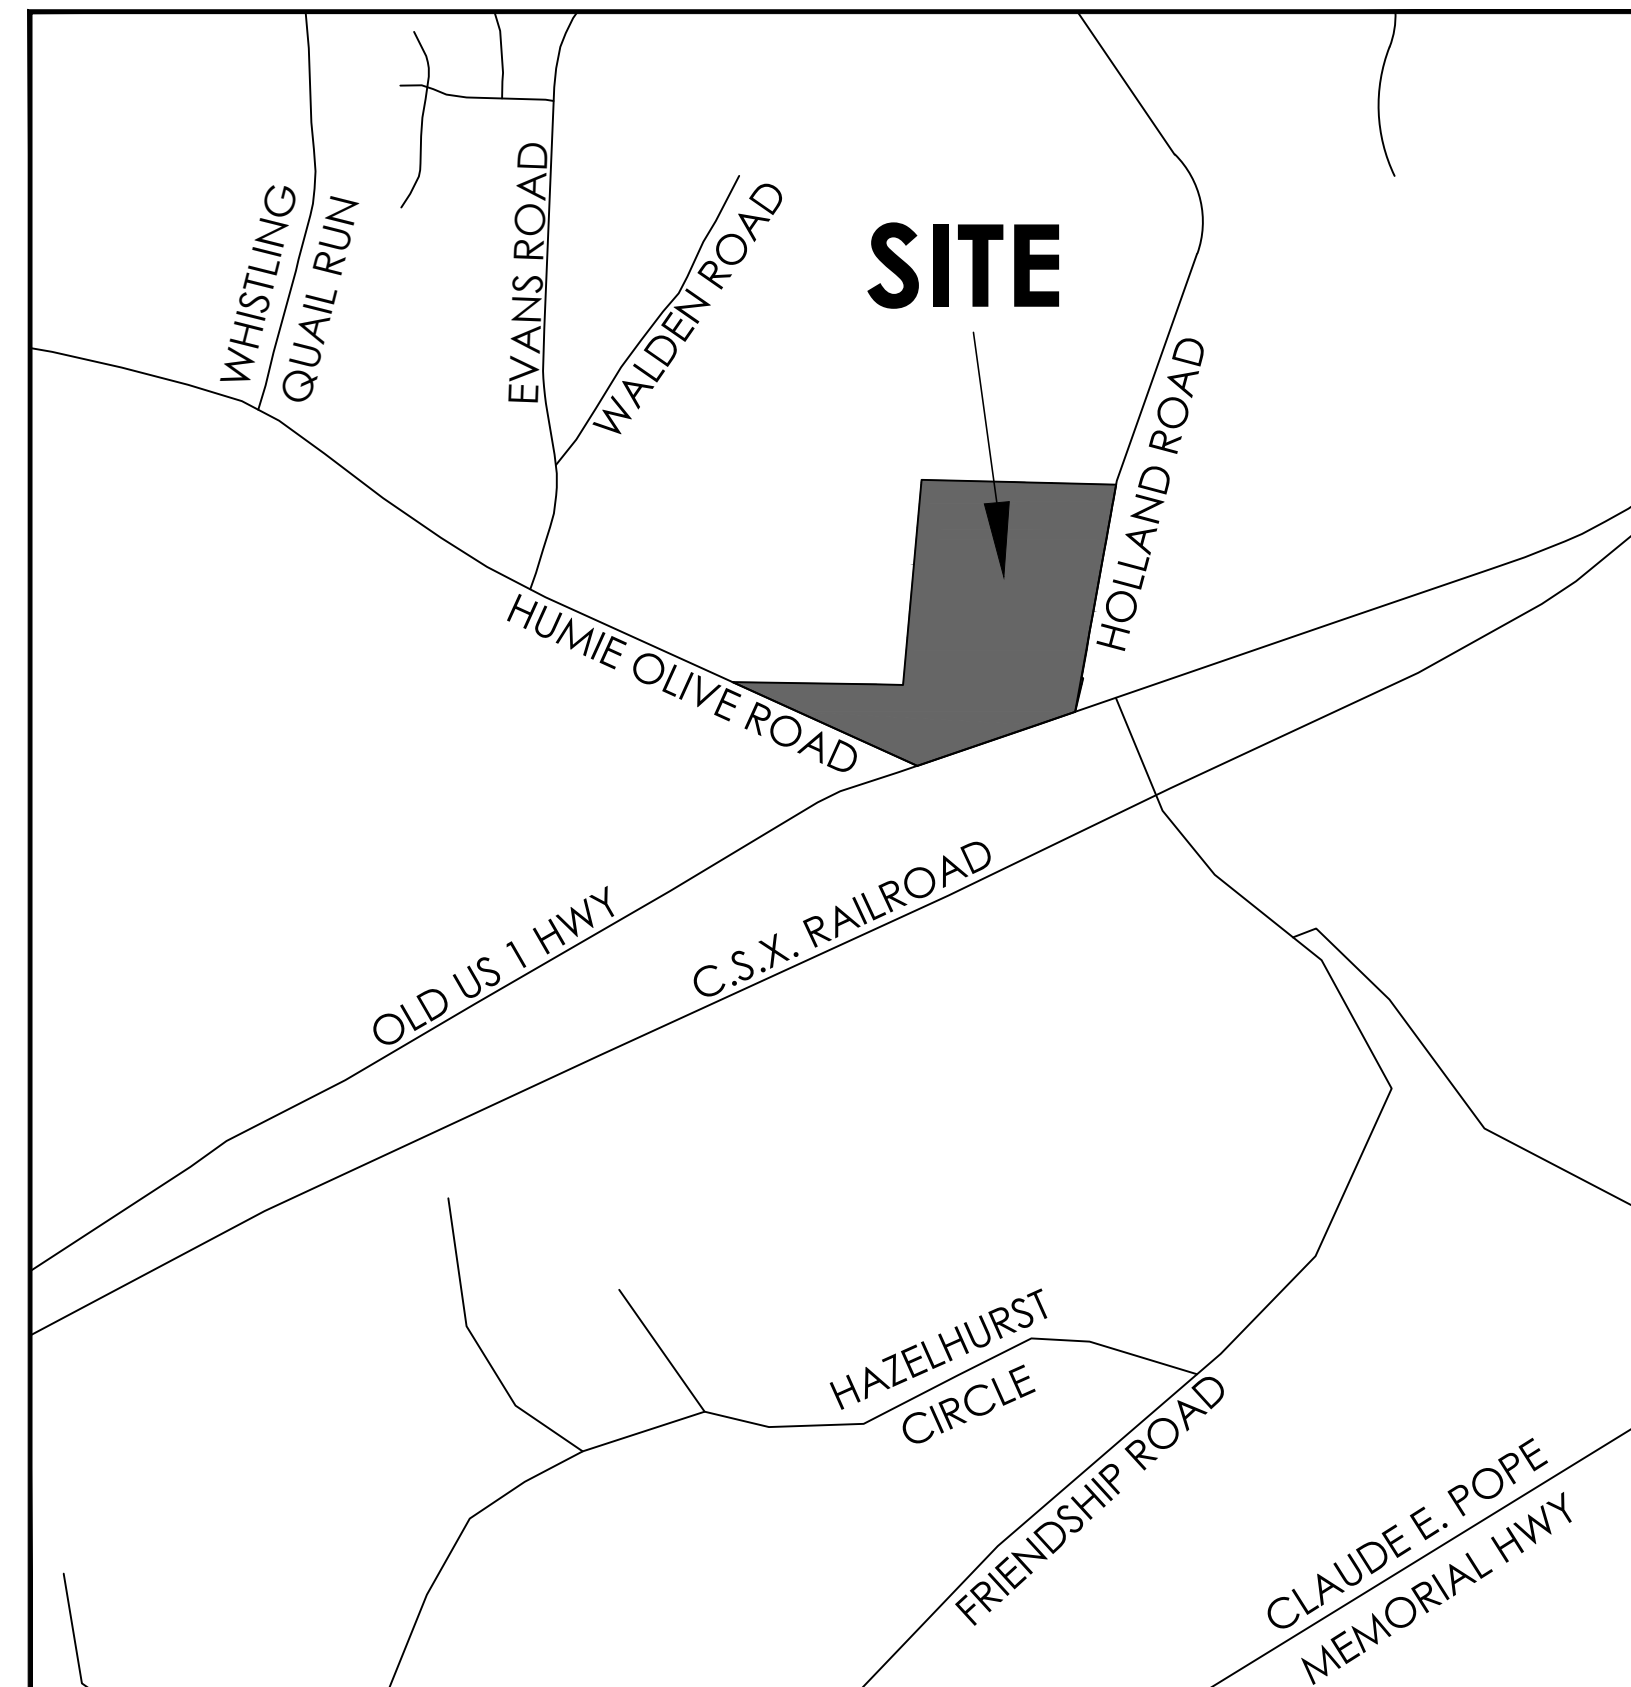 WHISTLING
QUAIL RUN
EVANS ROAD
WALDEN ROAD
SITE
HOLLAND ROAD
HUMIE OLIVE ROAD
OLD US 1 HWY
C.S.X. RAILROAD
HAZELHURST
CIRCLE
FRIENDSHIP ROAD
CLAUDE E. POPE
MEMORIAL HWY